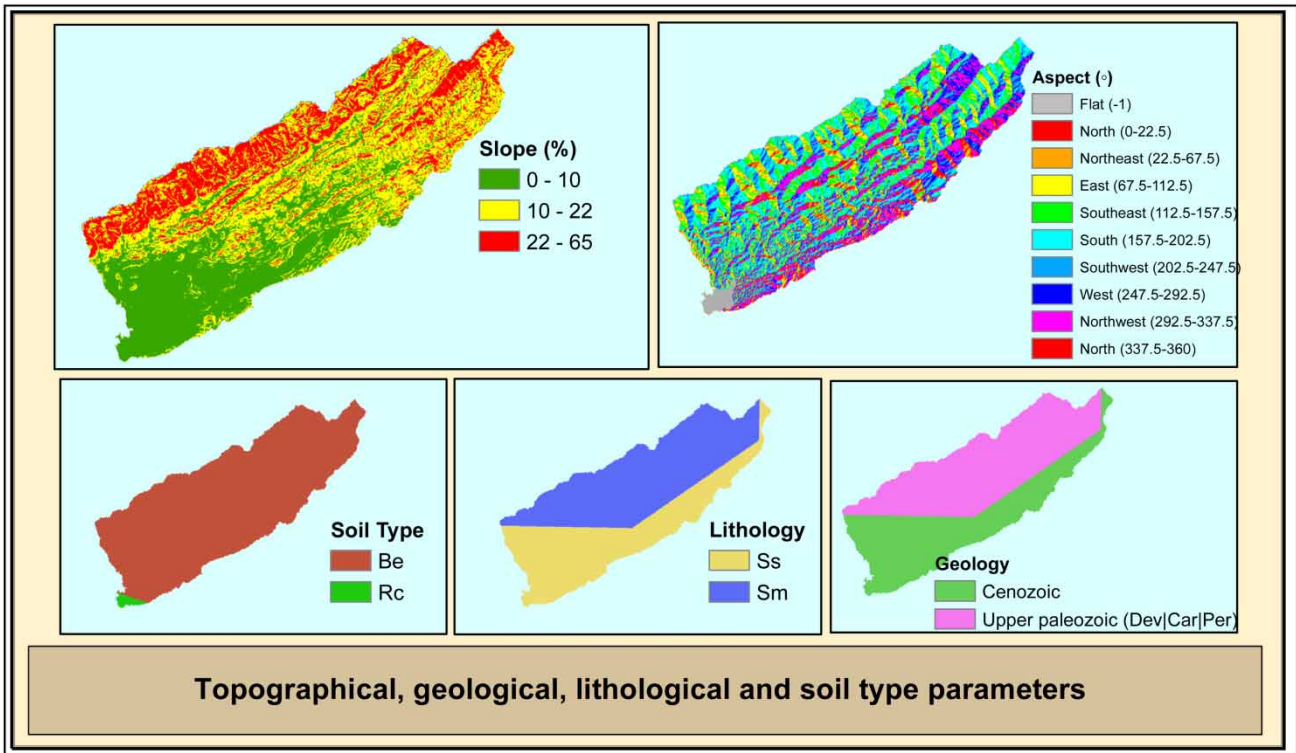 Slope (%)
0 - 10
10 - 22
22 - 65
Aspect (◦)
Flat (-1)
North (0-22.5)
Northeast (22.5-67.5)
East (67.5-112.5)
Southeast (112.5-157.5)
South (157.5-202.5)
Southwest (202.5-247.5)
West (247.5-292.5)
Northwest (292.5-337.5)
North (337.5-360)
Soil Type
Be
Rc
Lithology
Ss
Sm
Geology
Cenozoic
Upper paleozoic (Dev|Car|Per)
Topographical, geological, lithological and soil type parameters